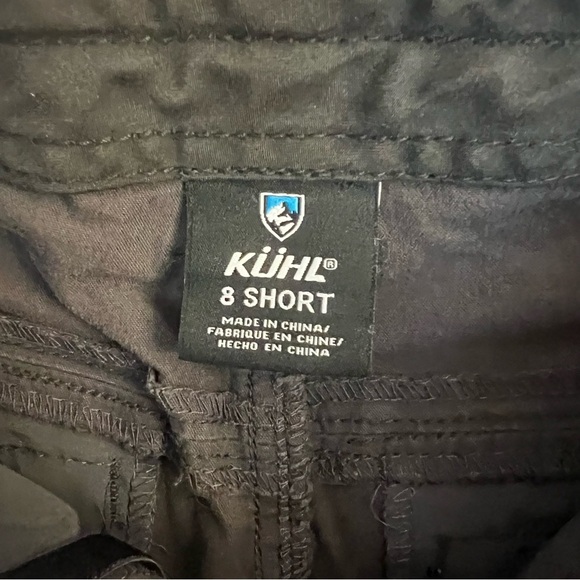 KÜHL®
8 SHORT
MADE IN CHINA/
FABRIQUE EN CHINE/
HECHO EN CHINA